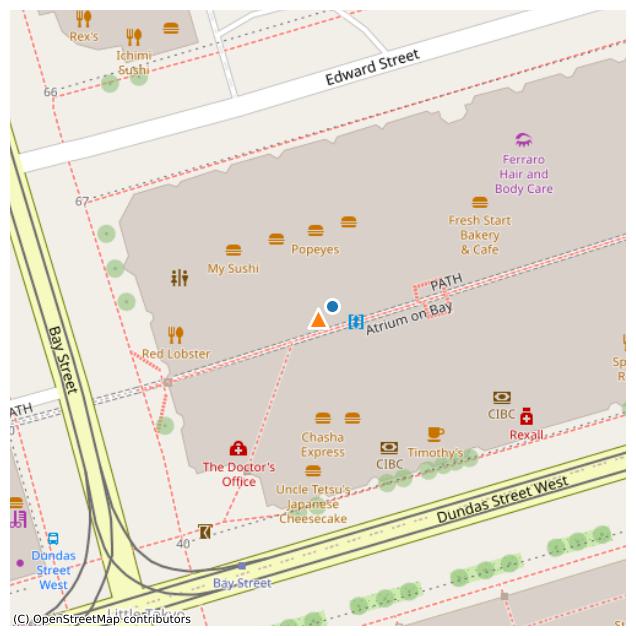 Rex's
Ichimi
Sushi
66
Edward Street
Ferraro
Hair and
Body Care
67
Fresh Start
Bakery
& Cafe
Popeyes
My Sushi
PATH
Atrium on Bay
Bay Street
Red Lobster
CIBC
Rexall
Chasha
Express
Timothy's
CIBC
The Doctor's
Office
Uncle Tetsu's
Japanese
Cheesecake
Dundas Street West
40
Dundas
Street
West
Bay Street
Little Tokyo
(C) OpenStreetMap contributors